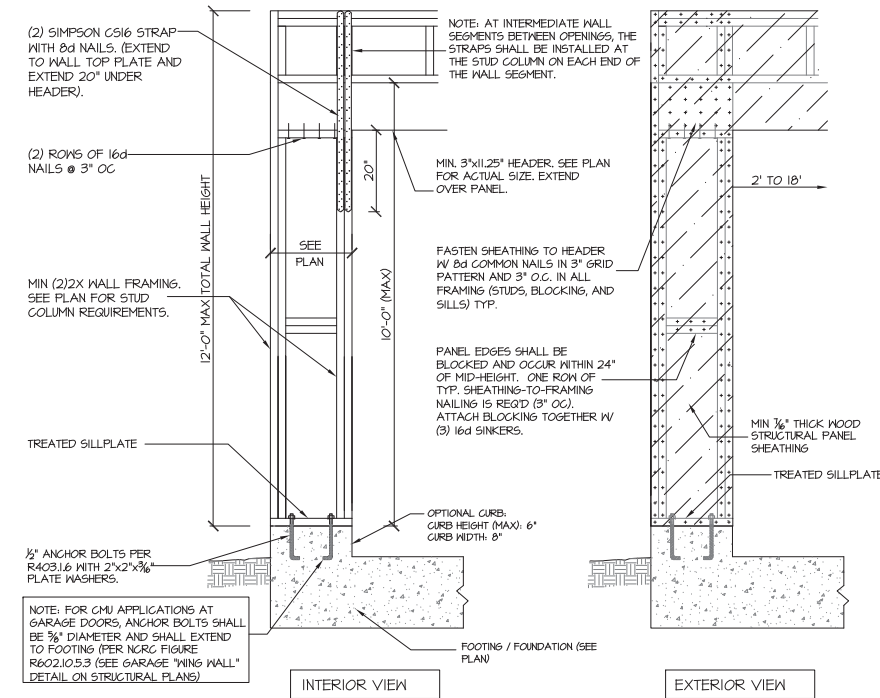 (2) SIMPSON CS16 STRAP
WITH 8d NAILS. (EXTEND
TO WALL TOP PLATE AND
EXTEND 20" UNDER
HEADER).
(2) ROWS OF 16d
NAILS @ 3" OC
12'-0" MAX TOTAL WALL HEIGHT
MIN (2)2X WALL FRAMING.
SEE PLAN FOR STUD
COLUMN REQUIREMENTS.
TREATED SILLPLATE
½" ANCHOR BOLTS PER
R403.1.6 WITH 2"x2"x3/16"
PLATE WASHERS.
NOTE: FOR CMU APPLICATIONS AT
GARAGE DOORS, ANCHOR BOLTS SHALL
BE ⅝" DIAMETER AND SHALL EXTEND
TO FOOTING (PER NCRC FIGURE
R602.10.5.3 (SEE GARAGE "WING WALL"
DETAIL ON STRUCTURAL PLANS)
SEE
PLAN
20"
10'-0" (MAX)
NOTE: AT INTERMEDIATE WALL
SEGMENTS BETWEEN OPENINGS, THE
STRAPS SHALL BE INSTALLED AT
THE STUD COLUMN ON EACH END OF
THE WALL SEGMENT.
MIN. 3"x11.25" HEADER. SEE PLAN
FOR ACTUAL SIZE. EXTEND
OVER PANEL.
FASTEN SHEATHING TO HEADER
W/ 8d COMMON NAILS IN 3" GRID
PATTERN AND 3" O.C. IN ALL
FRAMING (STUDS, BLOCKING, AND
SILLS) TYP.
PANEL EDGES SHALL BE
BLOCKED AND OCCUR WITHIN 24"
OF MID-HEIGHT. ONE ROW OF
TYP. SHEATHING-TO-FRAMING
NAILING IS REQ'D (3" OC).
ATTACH BLOCKING TOGETHER W/
(3) 16d SINKERS.
OPTIONAL CURB:
CURB HEIGHT (MAX): 6"
CURB WIDTH: 8"
FOOTING / FOUNDATION (SEE
PLAN)
INTERIOR VIEW
2' TO 18'
MIN 7/16" THICK WOOD
STRUCTURAL PANEL
SHEATHING
TREATED SILLPLATE
EXTERIOR VIEW